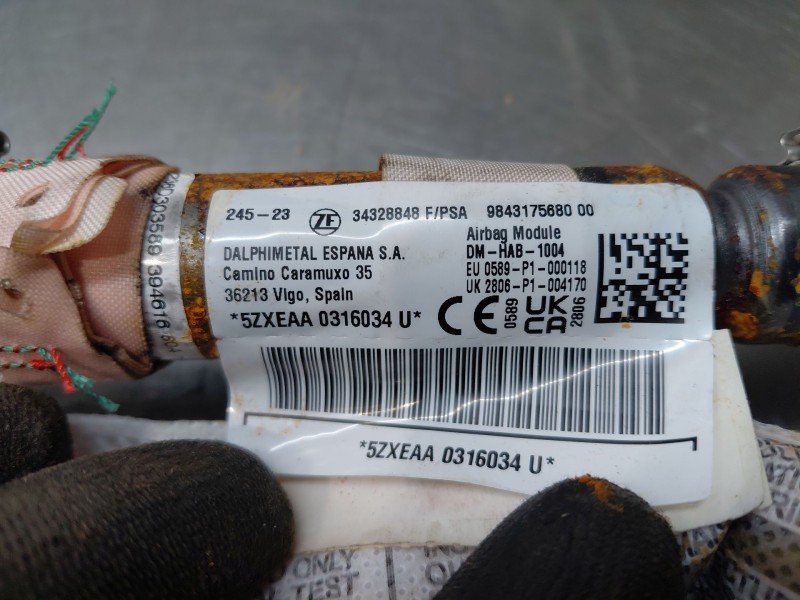 245-23 ZF 34328848 F/PSA 9843175680 00
DALPHIMETAL ESPANA S.A.
Camino Caramuxo 35
36213 Vigo, Spain
*5ZXEAA 0316034 U*
Airbag Module
DM-HAB-1004
EU 0589-P1-000118
UK 2806-P1-004170
CE 0589 UK CA 2806
*5ZXEAA 0316034 U*
ONLY
TEST